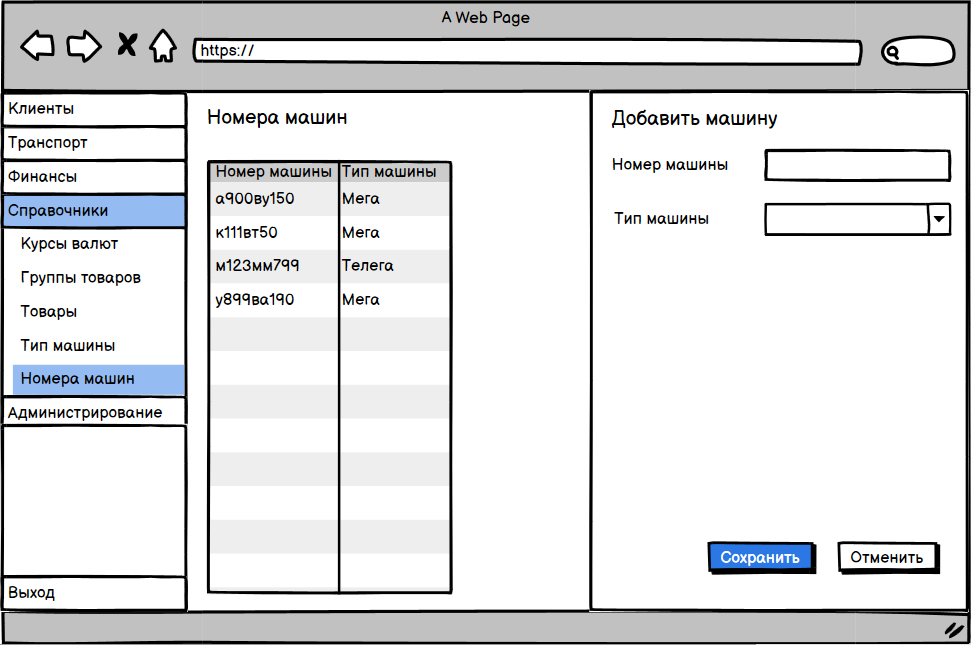 A Web Page
https://
Клиенты
Транспорт
Финансы
Справочники
Курсы валют
Группы товаров
Товары
Тип машины
Номера машин
Администрирование
Выход
Номера машин
Номер машины Тип машины
а900ву150 Мега
к111вт50 Мега
м123мм799 Телега
у899ва190 Мега
Добавить машину
Номер машины
Тип машины
Сохранить Отменить